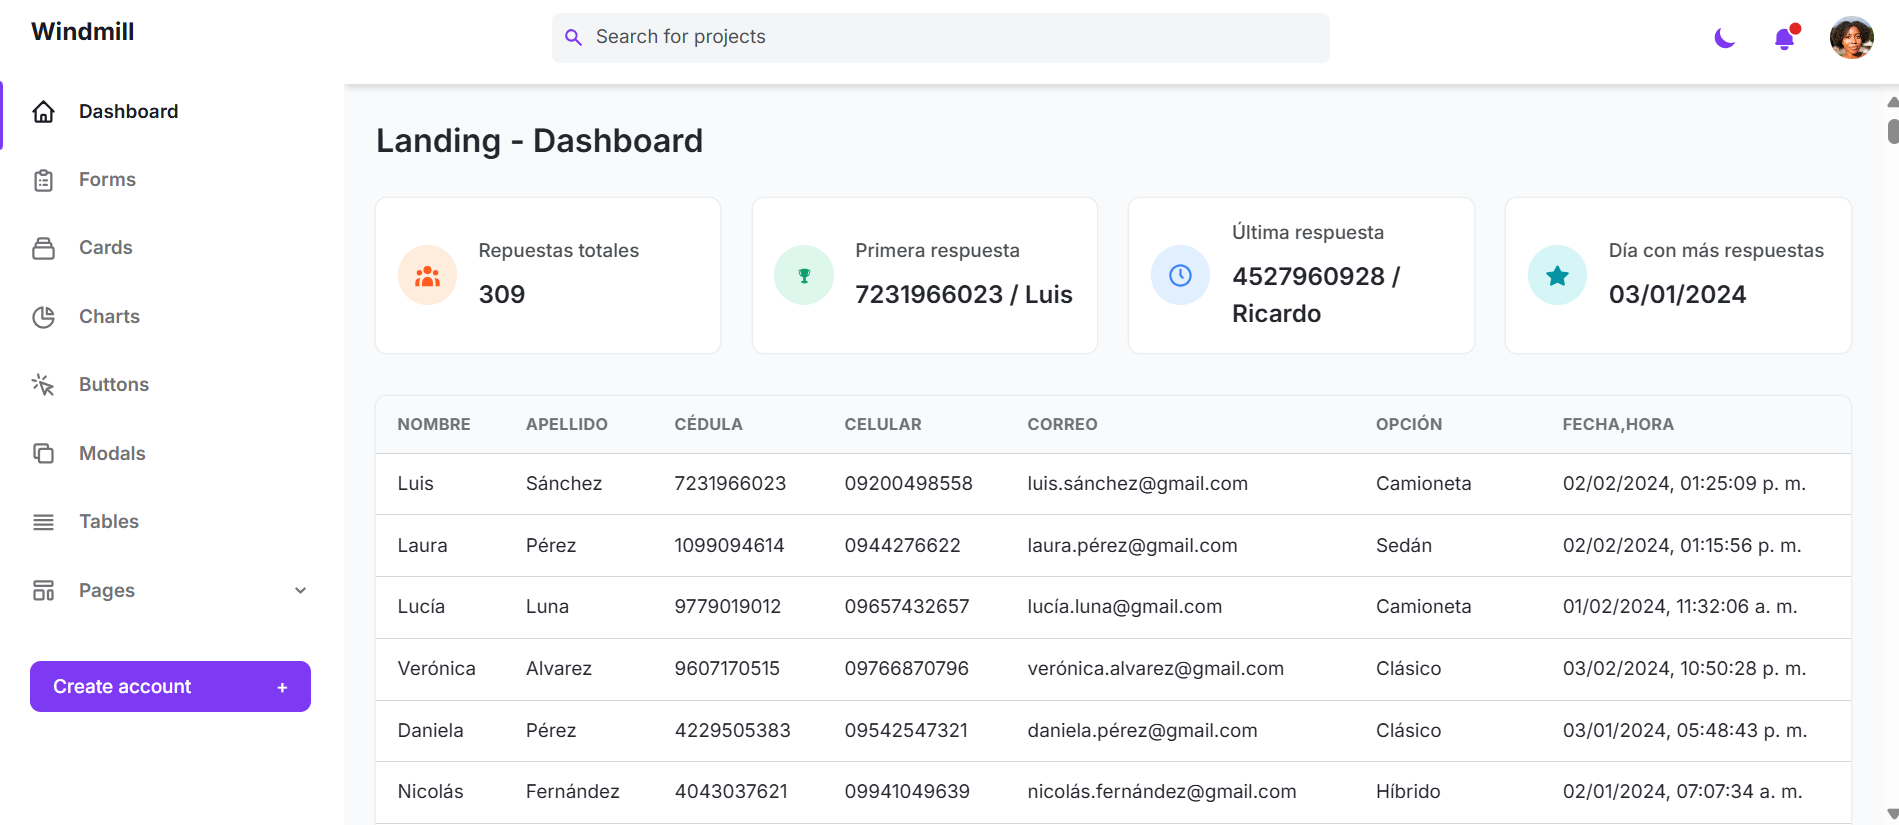 Windmill
Search for projects
Dashboard
Forms
Cards
Charts
Buttons
Modals
Tables
Pages
Create account +
Landing - Dashboard
Repuestas totales
309
Primera respuesta
7231966023 / Luis
Última respuesta
4527960928 /
Ricardo
Día con más respuestas
03/01/2024
NOMBRE APELLIDO CÉDULA CELULAR CORREO OPCIÓN FECHA,HORA
Luis Sánchez 7231966023 09200498558 luis.sánchez@gmail.com Camioneta 02/02/2024, 01:25:09 p. m.
Laura Pérez 1099094614 0944276622 laura.pérez@gmail.com Sedán 02/02/2024, 01:15:56 p. m.
Lucía Luna 9779019012 09657432657 lucía.luna@gmail.com Camioneta 01/02/2024, 11:32:06 a. m.
Verónica Alvarez 9607170515 09766870796 verónica.alvarez@gmail.com Clásico 03/02/2024, 10:50:28 p. m.
Daniela Pérez 4229505383 09542547321 daniela.pérez@gmail.com Clásico 03/01/2024, 05:48:43 p. m.
Nicolás Fernández 4043037621 09941049639 nicolás.fernández@gmail.com Híbrido 02/01/2024, 07:07:34 a. m.